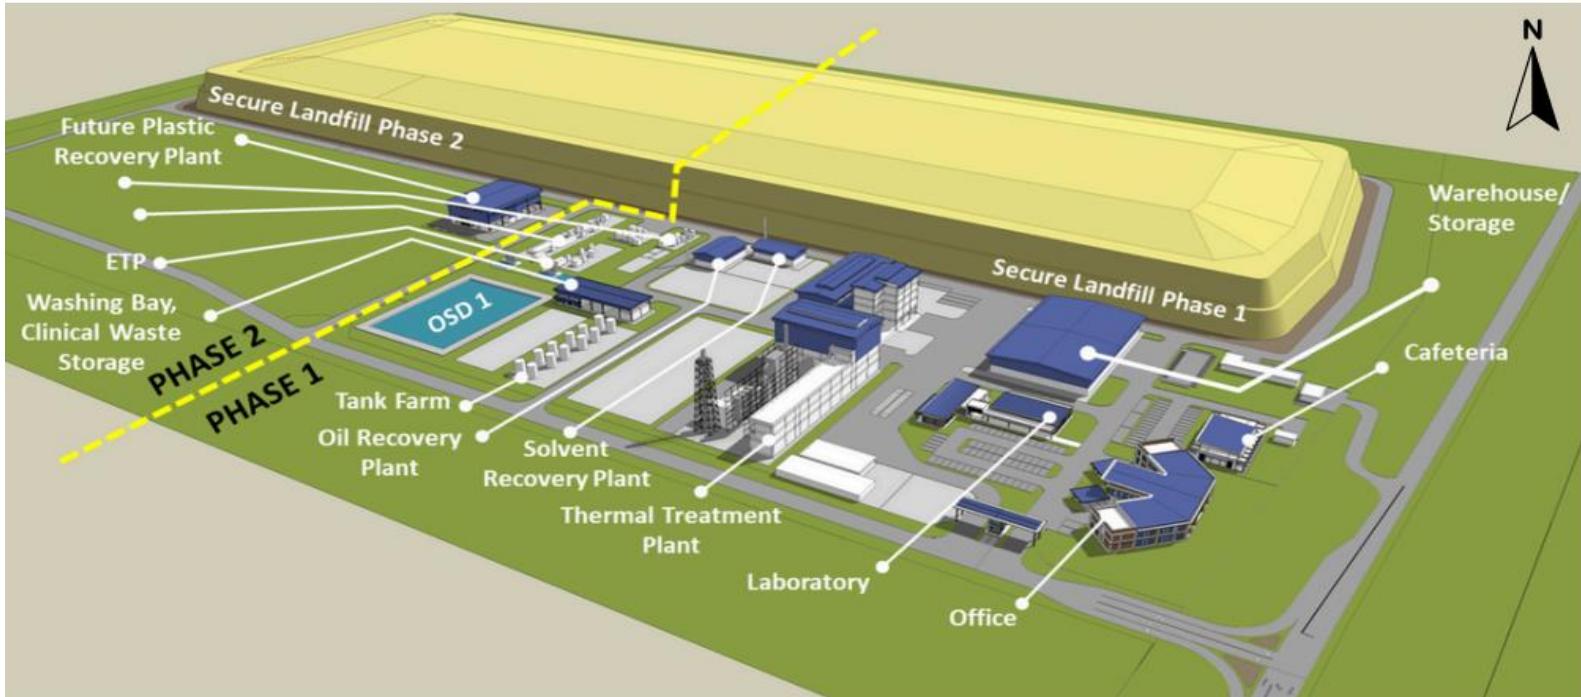 N
Secure Landfill Phase 2
Future Plastic
Recovery Plant
Warehouse/
Storage
ETP
Secure Landfill Phase 1
Washing Bay,
Clinical Waste
Storage
OSD 1
PHASE 2
PHASE 1
Cafeteria
Tank Farm
Oil Recovery
Plant
Solvent
Recovery Plant
Thermal Treatment
Plant
Laboratory
Office